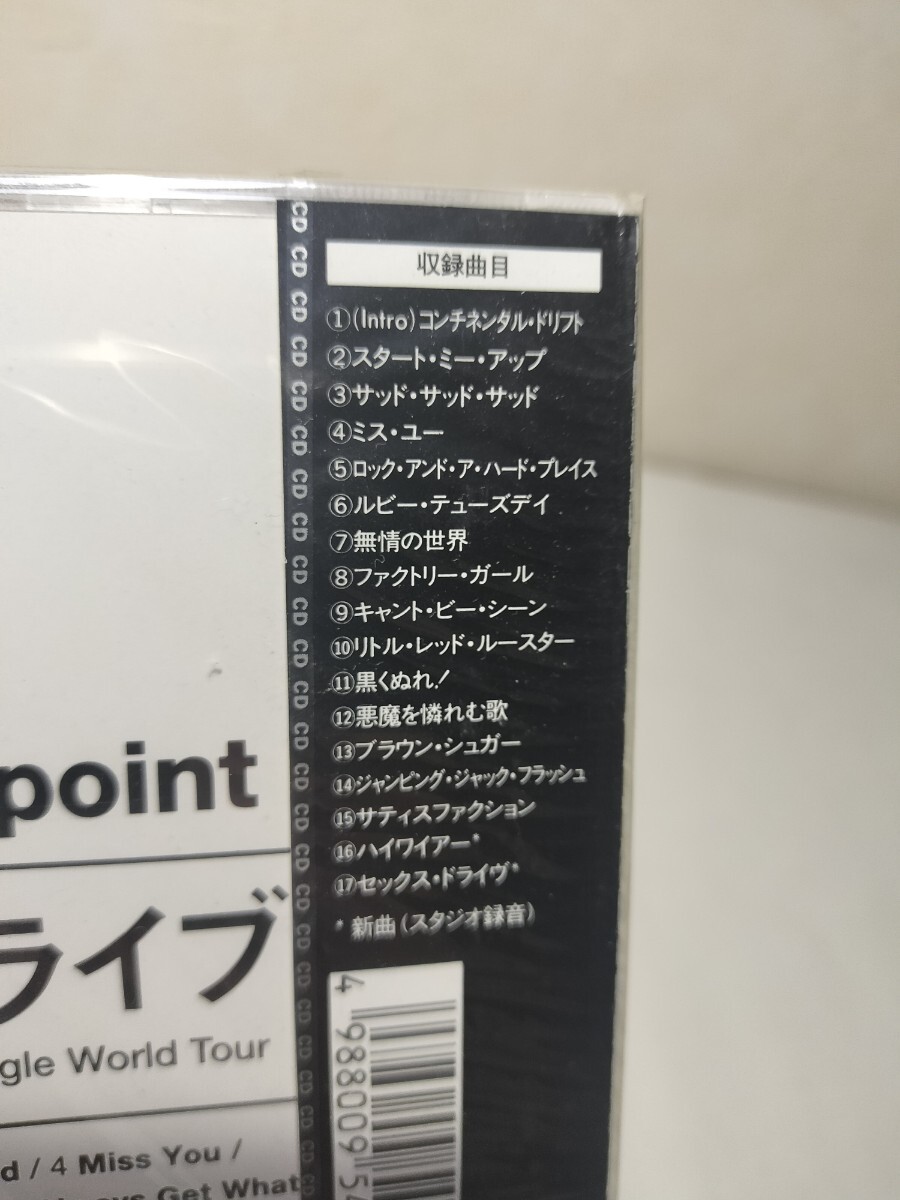 CD CD CD CD CD CD CD CD CD CD CD CD CD CD CD CD CD CD CD CD CD CD CD CD
収録曲目
①(Intro)コンチネンタル・ドリフト
②スタート・ミー・アップ
③サッド・サッド・サッド
④ミス・ユー
⑤ロック・アンド・ア・ハード・プレイス
⑥ルビー・テューズデイ
⑦無情の世界
⑧ファクトリー・ガール
⑨キャント・ビー・シーン
⑩リトル・レッド・ルースター
⑪黒くぬれ!
⑫悪魔を憐れむ歌
⑬ブラウン・シュガー
⑭ジャンピング・ジャック・フラッシュ
⑮サティスファクション
⑯ハイワイアー*
⑰セックス・ドライヴ*
* 新曲(スタジオ録音)
4 988009 54
point
ライブ
gle World Tour
d / 4 Miss You /
ays Get What